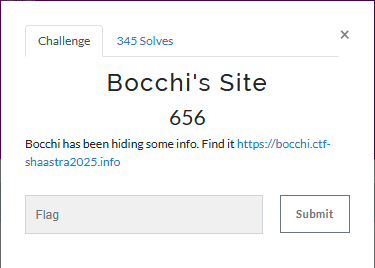 Challenge 345 Solves ×
Bocchi's Site
656
Bocchi has been hiding some info. Find it https://bocchi.ctf-
shaastra2025.info
Flag Submit